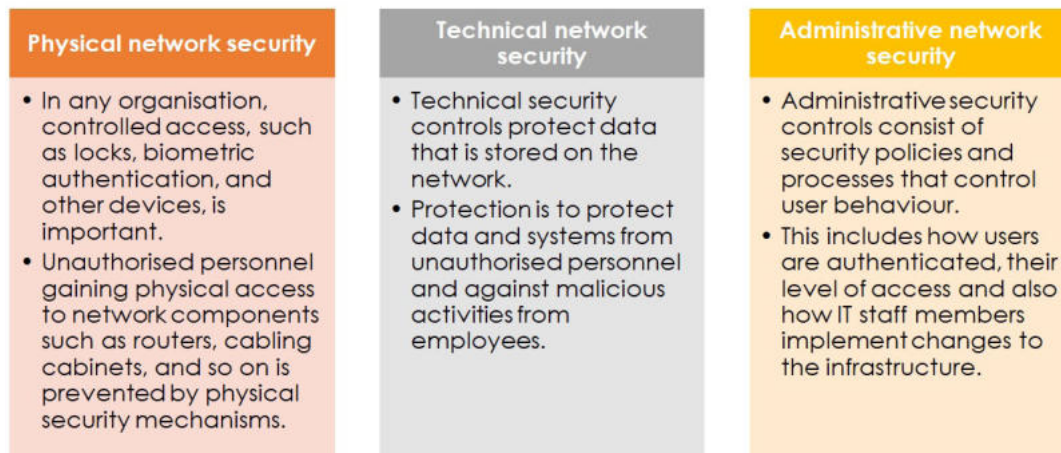 Physical network security
• In any organisation,
controlled access, such
as locks, biometric
authentication, and
other devices, is
important.
• Unauthorised personnel
gaining physical access
to network components
such as routers, cabling
cabinets, and so on is
prevented by physical
security mechanisms.
Technical network
security
• Technical security
controls protect data
that is stored on the
network.
• Protection is to protect
data and systems from
unauthorised personnel
and against malicious
activities from
employees.
Administrative network
security
• Administrative security
controls consist of
security policies and
processes that control
user behaviour.
• This includes how users
are authenticated, their
level of access and also
how IT staff members
implement changes to
the infrastructure.